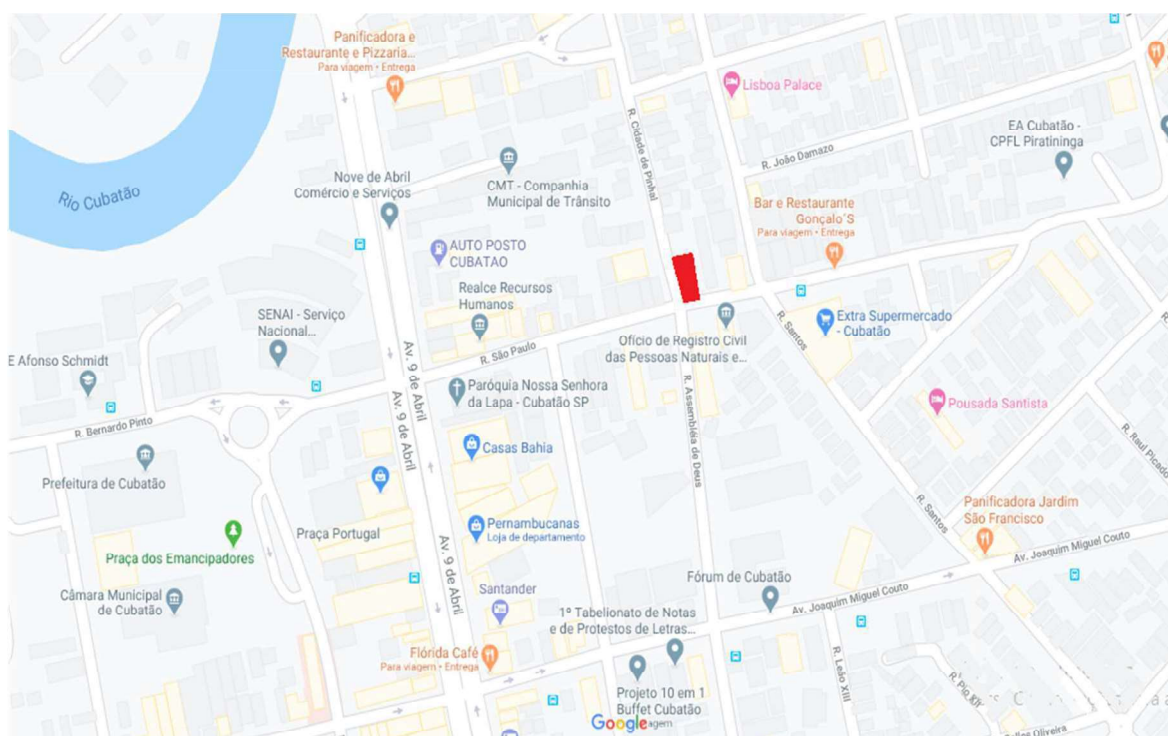 Panificadora e
Restaurante e Pizzaria...
Para viagem • Entrega
Lisboa Palace
R. Cidade de Pinhal
EA Cubatão -
CPFL Piratininga
R. João Damazo
Rio Cubatão
Nove de Abril
Comércio e Serviços
CMT - Companhia
Municipal de Trânsito
Bar e Restaurante
Gonçalo´S
Para viagem • Entrega
AUTO POSTO
CUBATAO
Realce Recursos
Humanos
SENAI - Serviço
Nacional...
R. São Paulo
Ofício de Registro Civil
das Pessoas Naturais e...
R. Santos
Extra Supermercado
- Cubatão
E Afonso Schmidt
Av. 9 de Abril
Av. 9 de Abril
Paróquia Nossa Senhora
da Lapa - Cubatão SP
R. Assembléia de Deus
Pousada Santista
R. Bernardo Pinto
Casas Bahia
R. Raul Picado
Prefeitura de Cubatão
Praça Portugal
Pernambucanas
Loja de departamento
R. Santos
Panificadora Jardim
São Francisco
Praça dos Emancipadores
Av. 9 de Abril
Av. Joaquim Miguel Couto
Câmara Municipal
de Cubatão
Santander
Fórum de Cubatão
Av. Joaquim Miguel Couto
1º Tabelionato de Notas
e de Protestos de Letras...
Flórida Café
Para viagem • Entrega
R. Leão XIII
R. Pio XII
Projeto 10 em 1
Buffet Cubatão
Google
agem